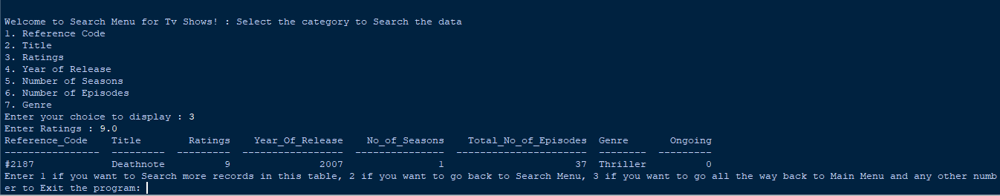 Welcome to Search Menu for Tv Shows! : Select the category to Search the data
1. Reference Code
2. Title
3. Ratings
4. Year of Release
5. Number of Seasons
6. Number of Episodes
7. Genre
Enter your choice to display : 3
Enter Ratings : 9.0
Reference_Code    Title        Ratings    Year_Of_Release    No_of_Seasons    Total_No_of_Episodes  Genre       Ongoing
----------------  ---------  ---------  -----------------  ---------------  ----------------------  --------  ---------
#2187             Deathnote          9               2007                1                      37  Thriller          0
Enter 1 if you want to Search more records in this table, 2 if you want to go back to Search Menu, 3 if you want to go all the way back to Main Menu and any other numb
er to Exit the program: